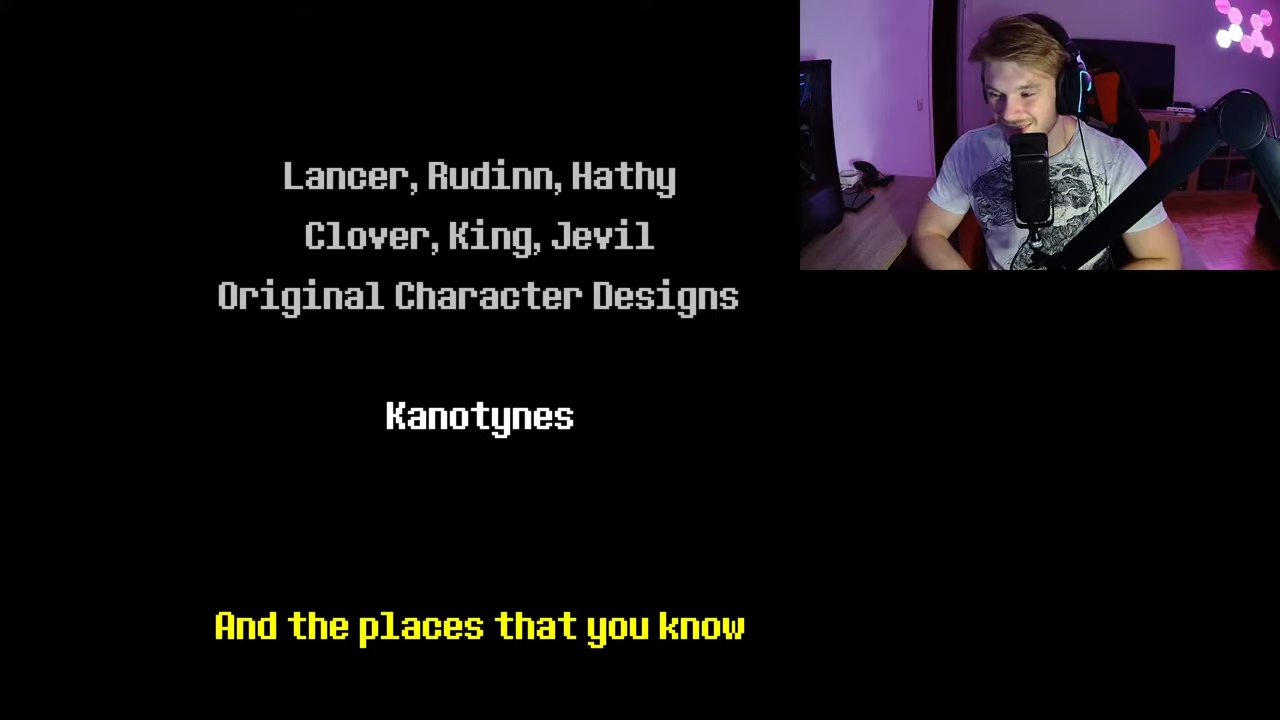 Lancer, Rudinn, Hathy
Clover, King, Jevil
Original Character Designs
Kanotynes
And the places that you know